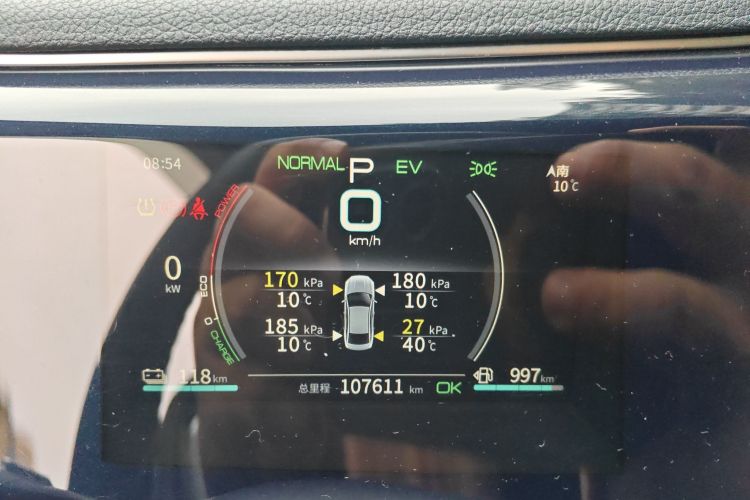 08:54
NORMAL P EV
南
10℃
0
km/h
POWER
ECO
0
CHARGE
0
kW
170 kPa
10℃
180 kPa
10℃
185 kPa
10℃
27 kPa
40℃
118km
总里程 107611 km OK
997km